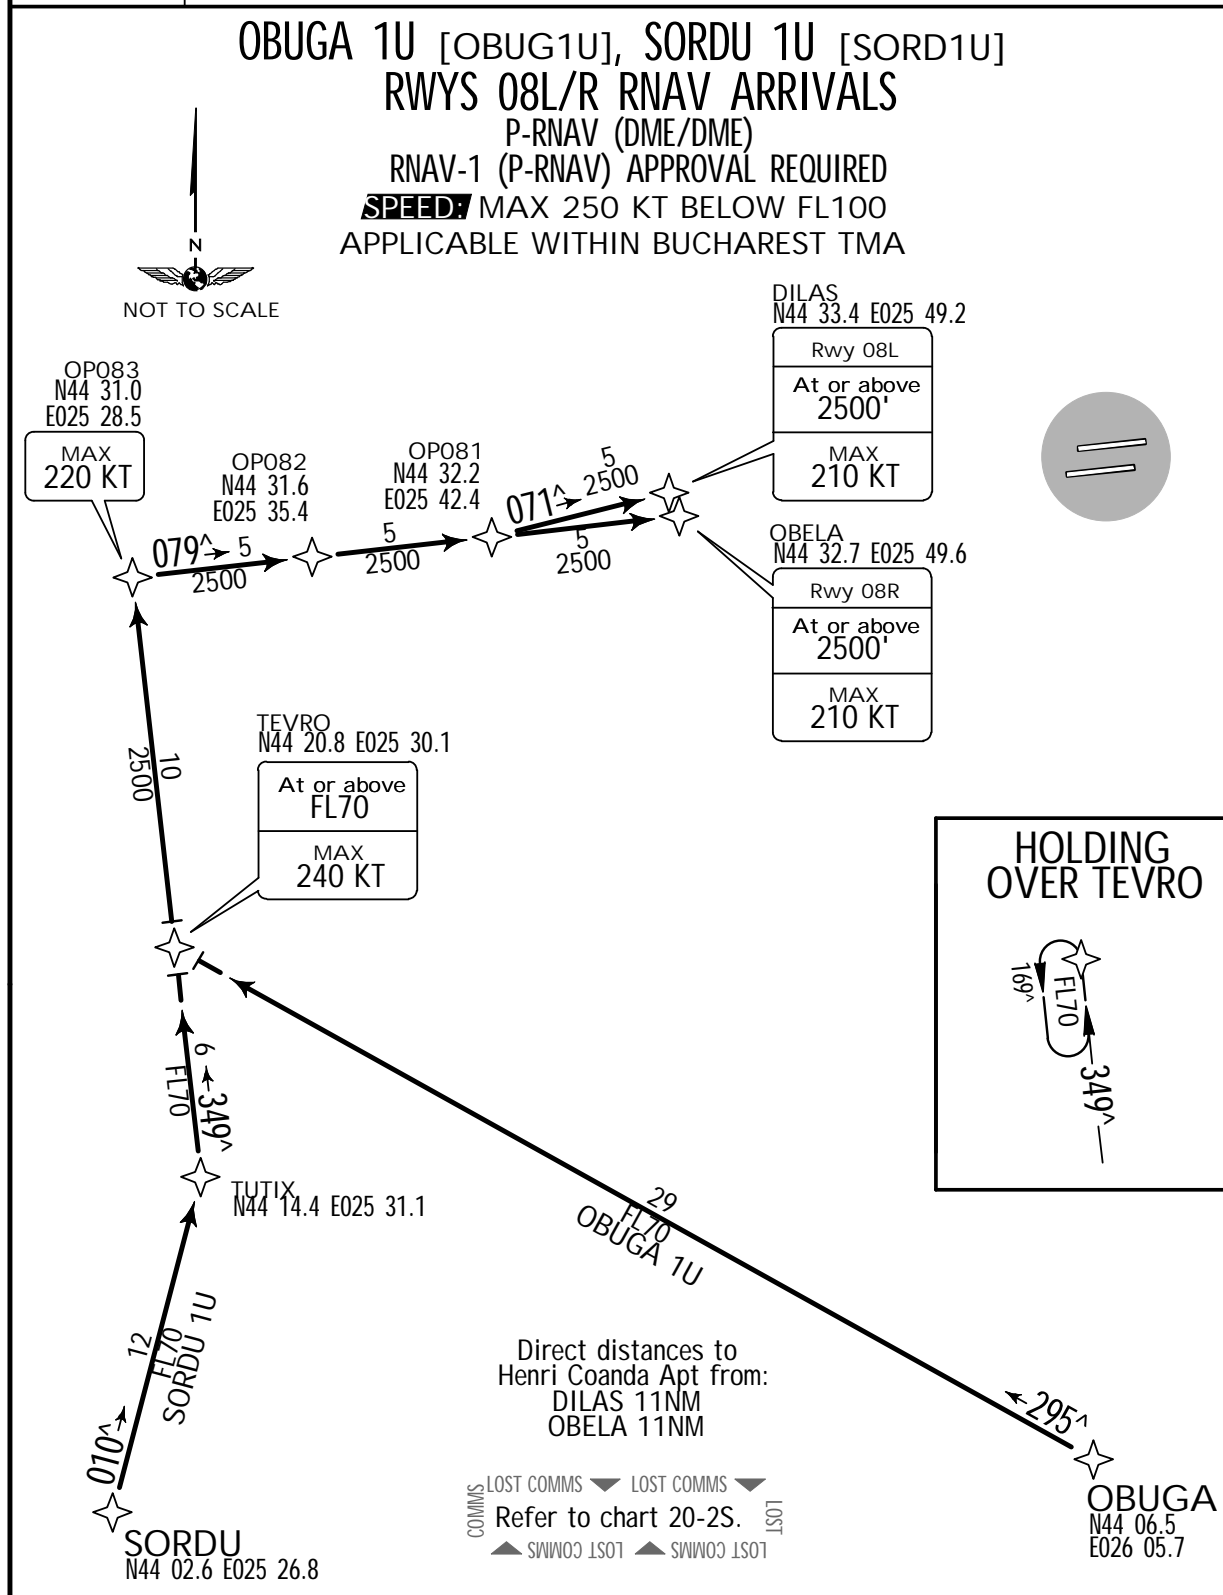 OBUGA 1U [OBUG1U], SORDU 1U [SORD1U]
RWYS 08L/R RNAV ARRIVALS
P-RNAV (DME/DME)
RNAV-1 (P-RNAV) APPROVAL REQUIRED
SPEED: MAX 250 KT BELOW FL100
APPLICABLE WITHIN BUCHAREST TMA
N
NOT TO SCALE
DILAS
N44 33.4 E025 49.2
Rwy 08L
At or above
2500'
MAX
210 KT
OP083
N44 31.0
E025 28.5
MAX
220 KT
OP082
N44 31.6
E025 35.4
OP081
N44 32.2
E025 42.4
079^ 5
2500
5
2500
071^ 5
2500
5
2500
OBELA
N44 32.7 E025 49.6
Rwy 08R
At or above
2500'
MAX
210 KT
10
2500
TEVRO
N44 20.8 E025 30.1
At or above
FL70
MAX
240 KT
HOLDING
OVER TEVRO
169^
FL70
349^
6
349^
FL70
TUTIX
N44 14.4 E025 31.1
29
FL70
OBUGA 1U
12
FL70
SORDU 1U
010^
295^
Direct distances to
Henri Coanda Apt from:
DILAS 11NM
OBELA 11NM
LOST COMMS LOST COMMS
COMMS
Refer to chart 20-2S.
LOST
LOST COMMS LOST COMMS
SORDU
N44 02.6 E025 26.8
OBUGA
N44 06.5
E026 05.7